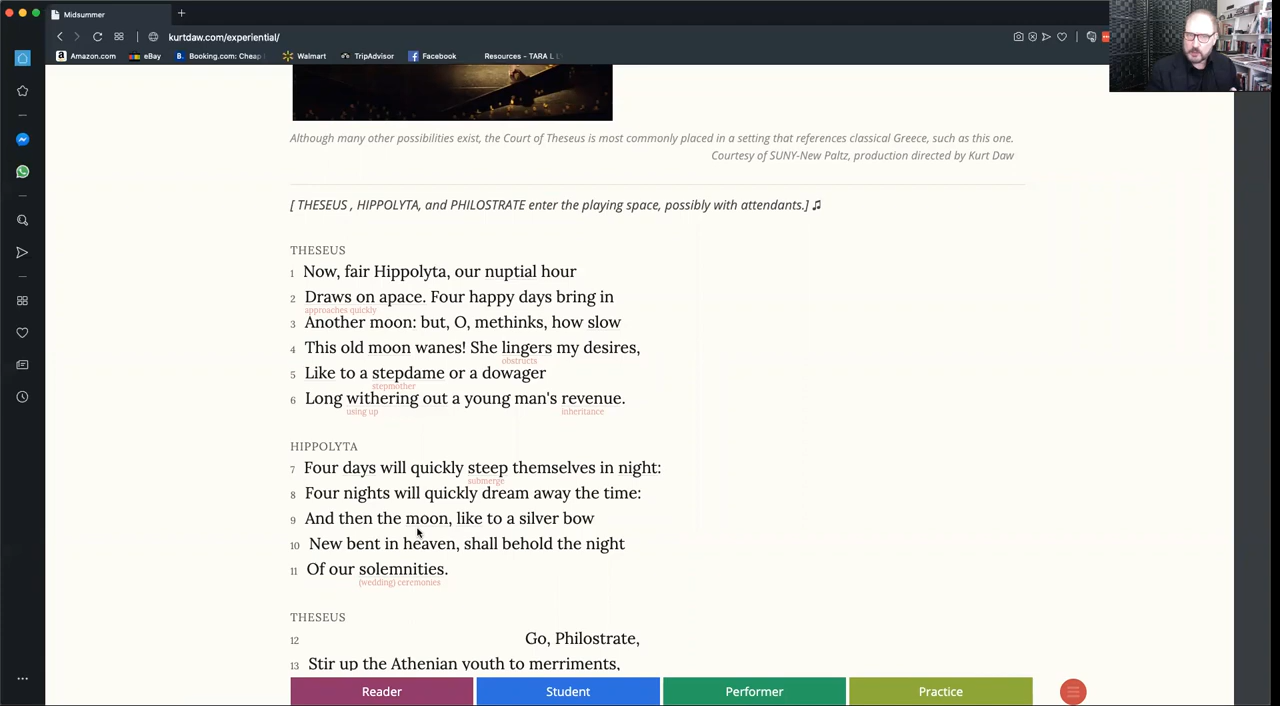 Midsummer
kurtdaw.com/experiential/
Amazon.com eBay Booking.com: Cheap Walmart TripAdvisor Facebook Resources - TARA L
Although many other possibilities exist, the Court of Theseus is most commonly placed in a setting that references classical Greece, such as this one.
Courtesy of SUNY-New Paltz, production directed by Kurt Daw
[ THESEUS , HIPPOLYTA, and PHILOSTRATE enter the playing space, possibly with attendants.] ♫
THESEUS
1 Now, fair Hippolyta, our nuptial hour
2 Draws on apace. Four happy days bring in
approaches quickly
3 Another moon: but, O, methinks, how slow
4 This old moon wanes! She lingers my desires,
obstructs
5 Like to a stepdame or a dowager
stepmother
6 Long withering out a young man's revenue.
using up inheritance
HIPPOLYTA
7 Four days will quickly steep themselves in night:
submerge
8 Four nights will quickly dream away the time:
9 And then the moon, like to a silver bow
10 New bent in heaven, shall behold the night
11 Of our solemnities.
(wedding) ceremonies
THESEUS
12 Go, Philostrate,
13 Stir up the Athenian youth to merriments,
Reader Student Performer Practice